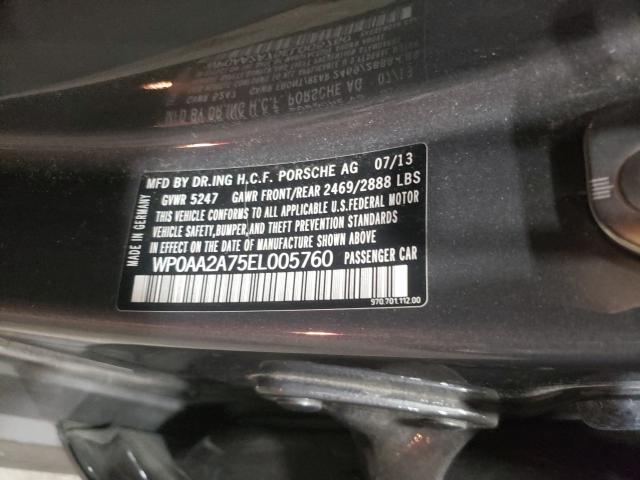 MFD BY DR.ING H.C.F. PORSCHE AG 07/13
GVWR 5247 GAWR FRONT/REAR 2469/2888 LBS
THIS VEHICLE CONFORMS TO ALL APPLICABLE U.S.FEDERAL MOTOR
VEHICLE SAFETY,BUMPER,AND THEFT PREVENTION STANDARDS
IN EFFECT ON THE DATE OF MANUFACTURE SHOWN ABOVE.
WP0AA2A75EL005760 PASSENGER CAR
970.701.112.00
MADE IN GERMANY